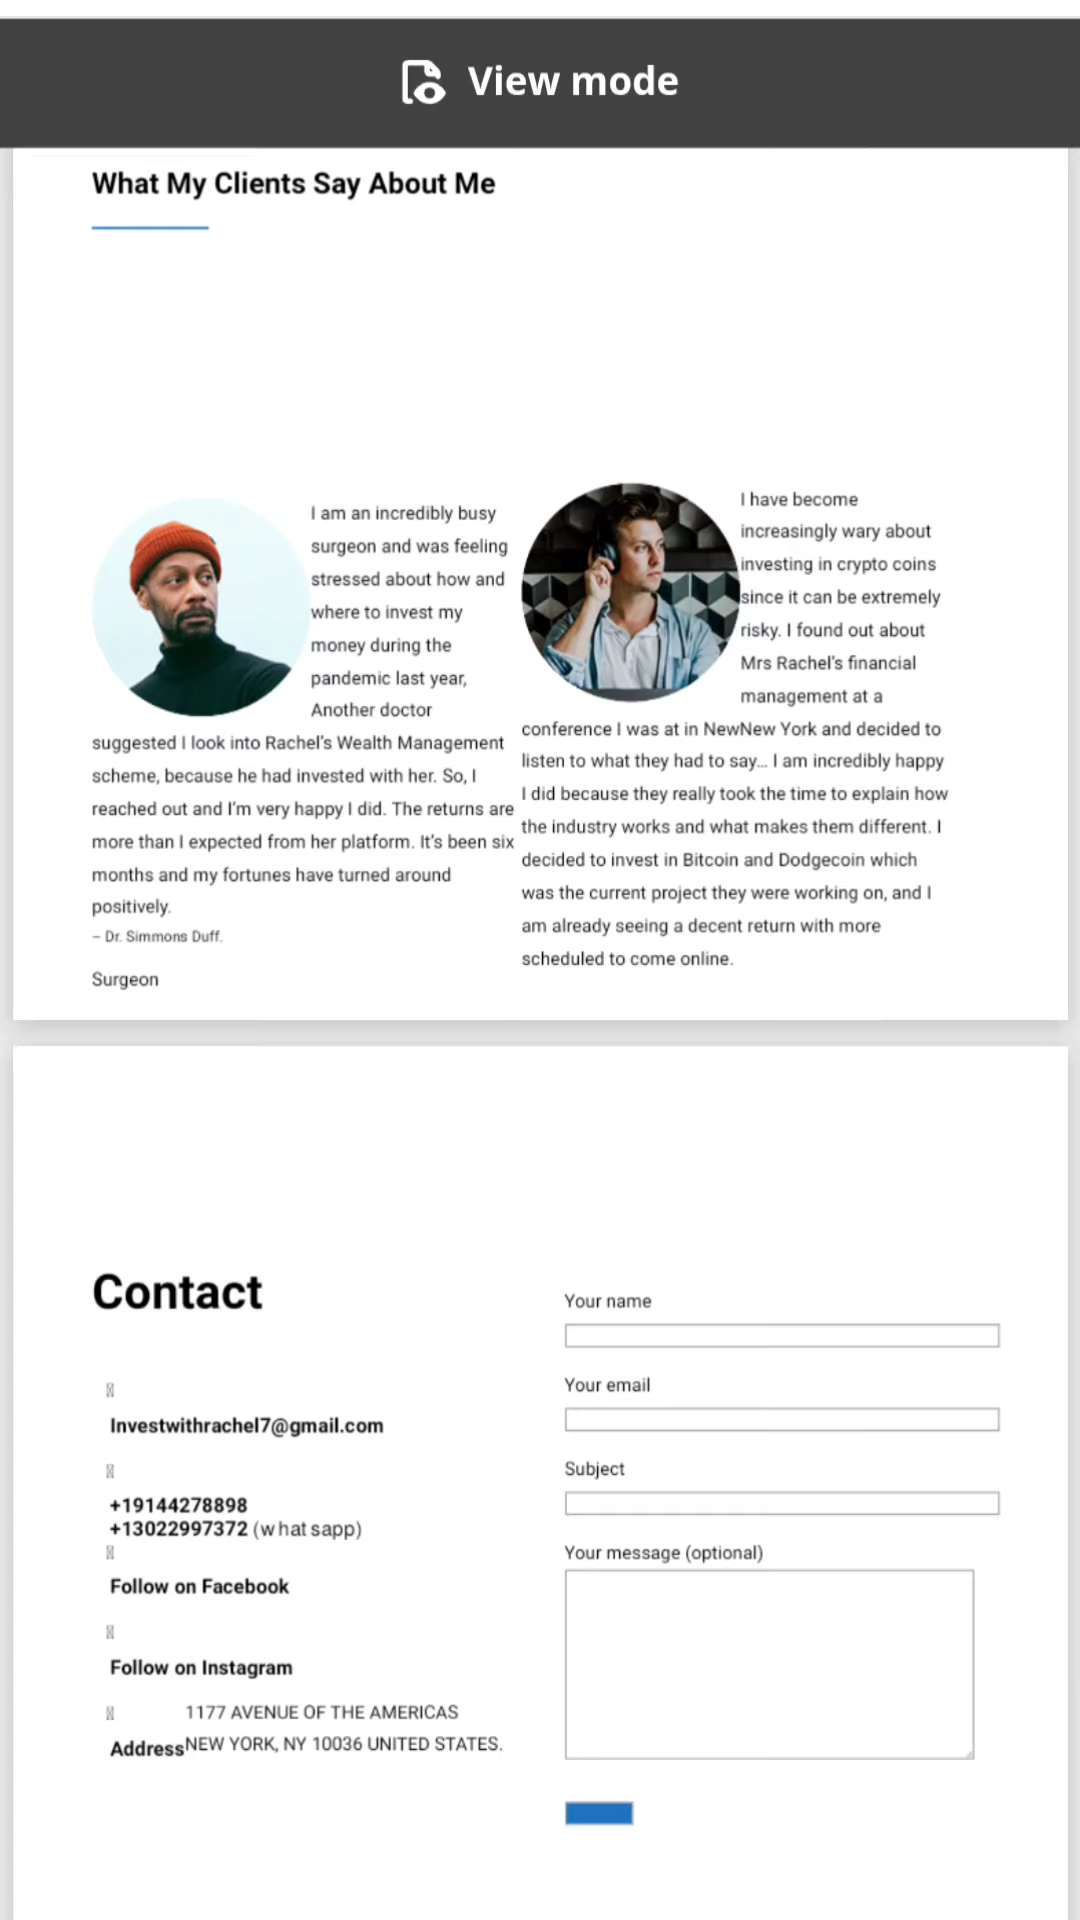 View mode
What My Clients Say About Me
I am an incredibly busy
surgeon and was feeling
stressed about how and
where to invest my
money during the
pandemic last year,
Another doctor
suggested I look into Rachel's Wealth Management
scheme, because he had invested with her. So, I
reached out and I'm very happy I did. The returns are
more than I expected from her platform. It's been six
months and my fortunes have turned around
positively.
– Dr. Simmons Duff.
Surgeon
I have become
increasingly wary about
investing in crypto coins
since it can be extremely
risky. I found out about
Mrs Rachel's financial
management at a
conference I was at in NewNew York and decided to
listen to what they had to say... I am incredibly happy
I did because they really took the time to explain how
the industry works and what makes them different. I
decided to invest in Bitcoin and Dodgecoin which
was the current project they were working on, and I
am already seeing a decent return with more
scheduled to come online.
Contact
Investwithrachel7@gmail.com
+19144278898
+13022997372 (whatsapp)
Follow on Facebook
Follow on Instagram
Address
1177 AVENUE OF THE AMERICAS
NEW YORK, NY 10036 UNITED STATES.
Your name
Your email
Subject
Your message (optional)